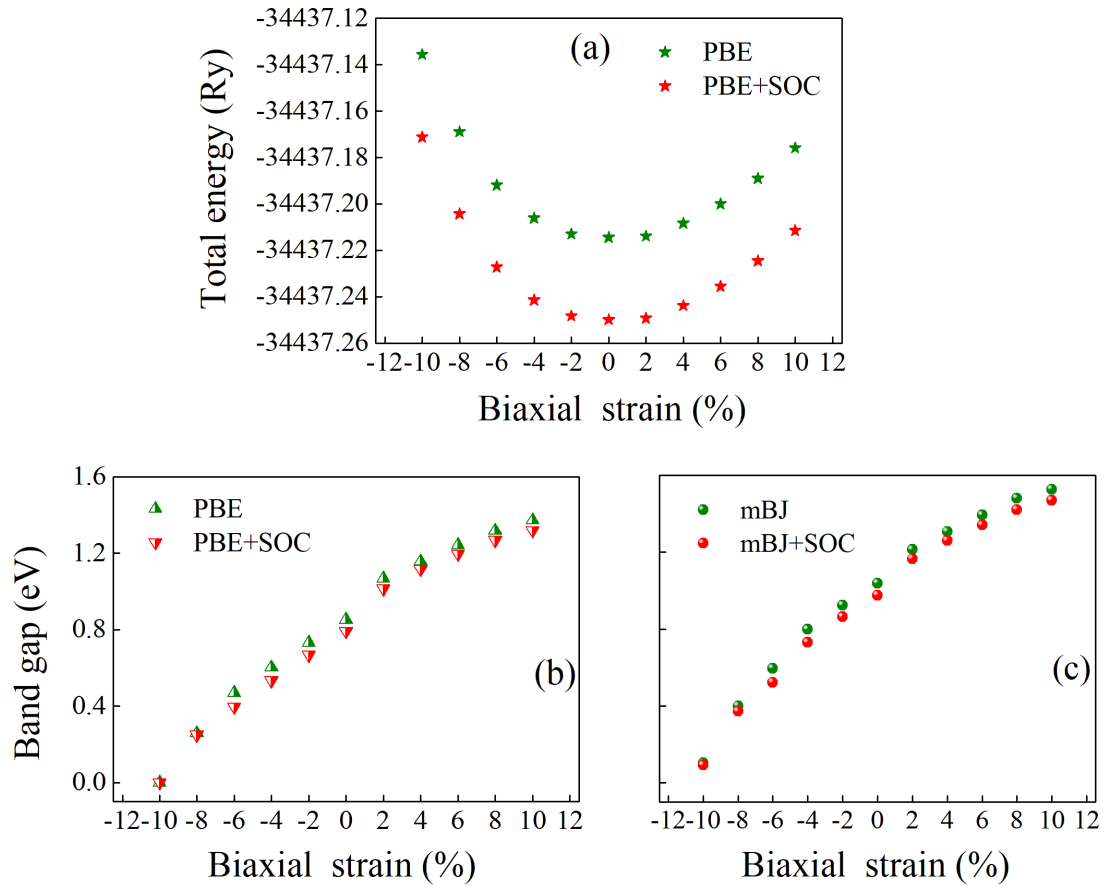 (a)
PBE
PBE+SOC
Total energy (Ry)
-34437.12
-34437.14
-34437.16
-34437.18
-34437.20
-34437.22
-34437.24
-34437.26
-12 -10 -8 -6 -4 -2 0 2 4 6 8 10 12
Biaxial strain (%)
PBE
PBE+SOC
(b)
Band gap (eV)
1.6
1.2
0.8
0.4
0.0
-12 -10 -8 -6 -4 -2 0 2 4 6 8 10 12
Biaxial strain (%)
mBJ
mBJ+SOC
(c)
-12 -10 -8 -6 -4 -2 0 2 4 6 8 10 12
Biaxial strain (%)